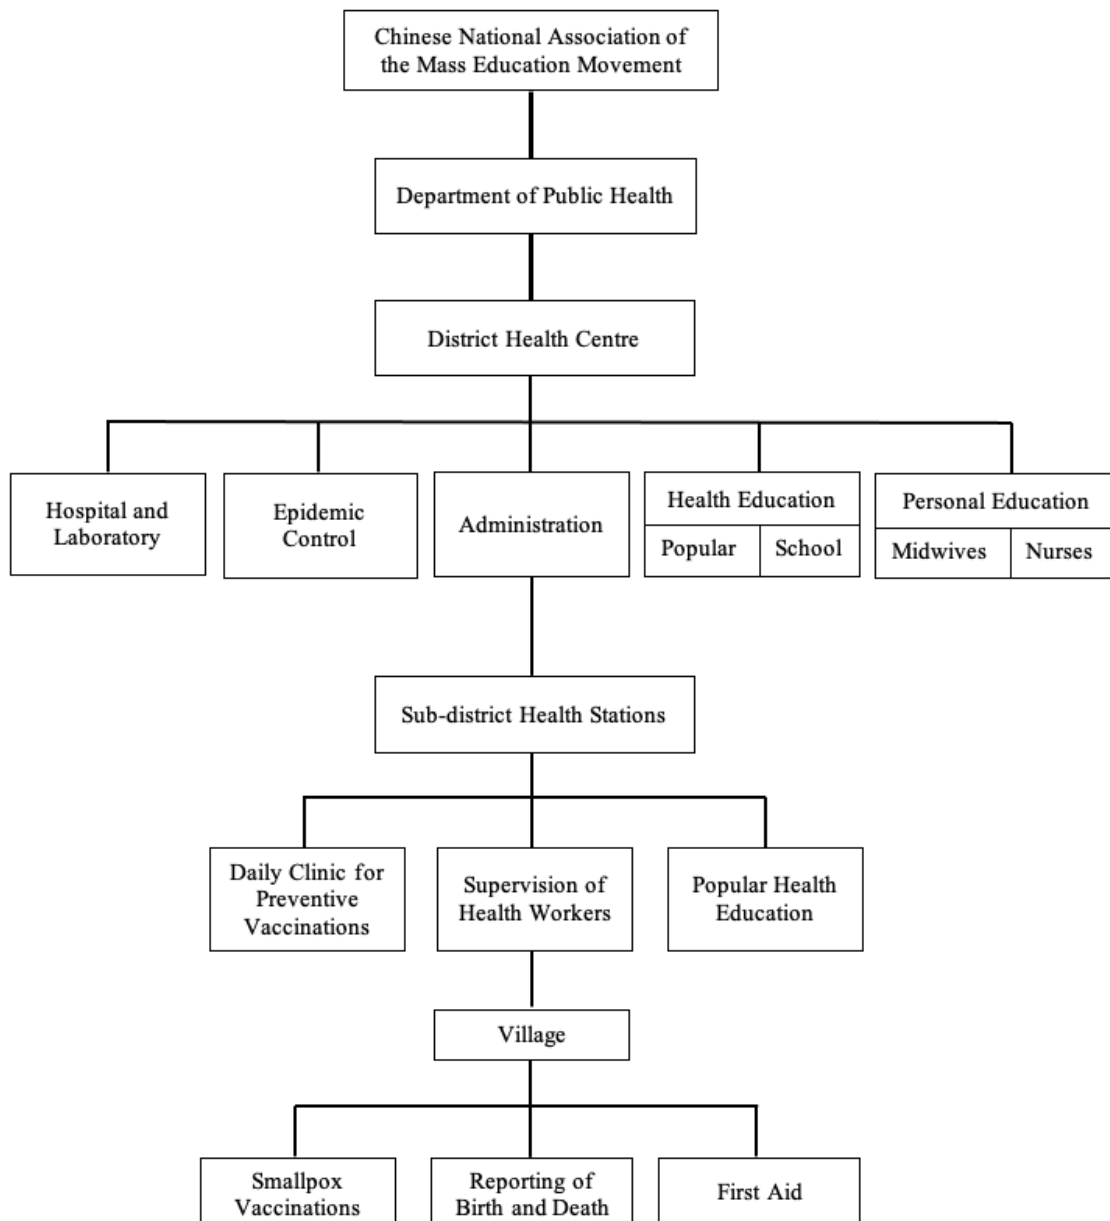 Chinese National Association of
the Mass Education Movement
Department of Public Health
District Health Centre
Hospital and
Laboratory
Epidemic
Control
Administration
Health Education
Popular
School
Personal Education
Midwives
Nurses
Sub-district Health Stations
Daily Clinic for
Preventive
Vaccinations
Supervision of
Health Workers
Popular Health
Education
Village
Smallpox
Vaccinations
Reporting of
Birth and Death
First Aid